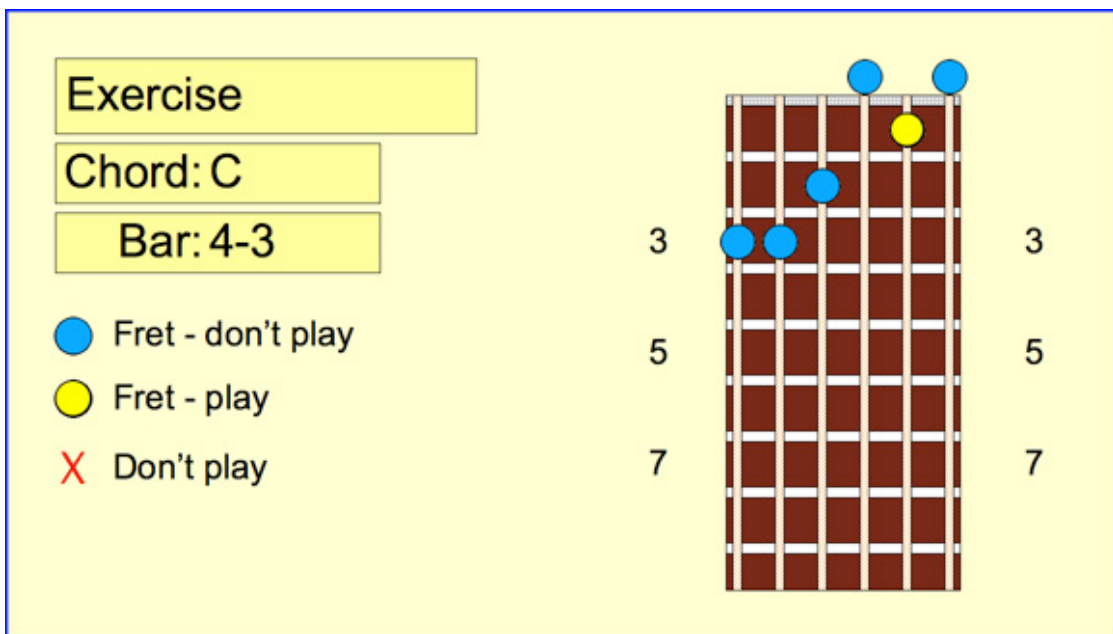 Exercise
Chord: C
Bar: 4-3
Fret - don't play
Fret - play
X Don't play
3 3
5 5
7 7